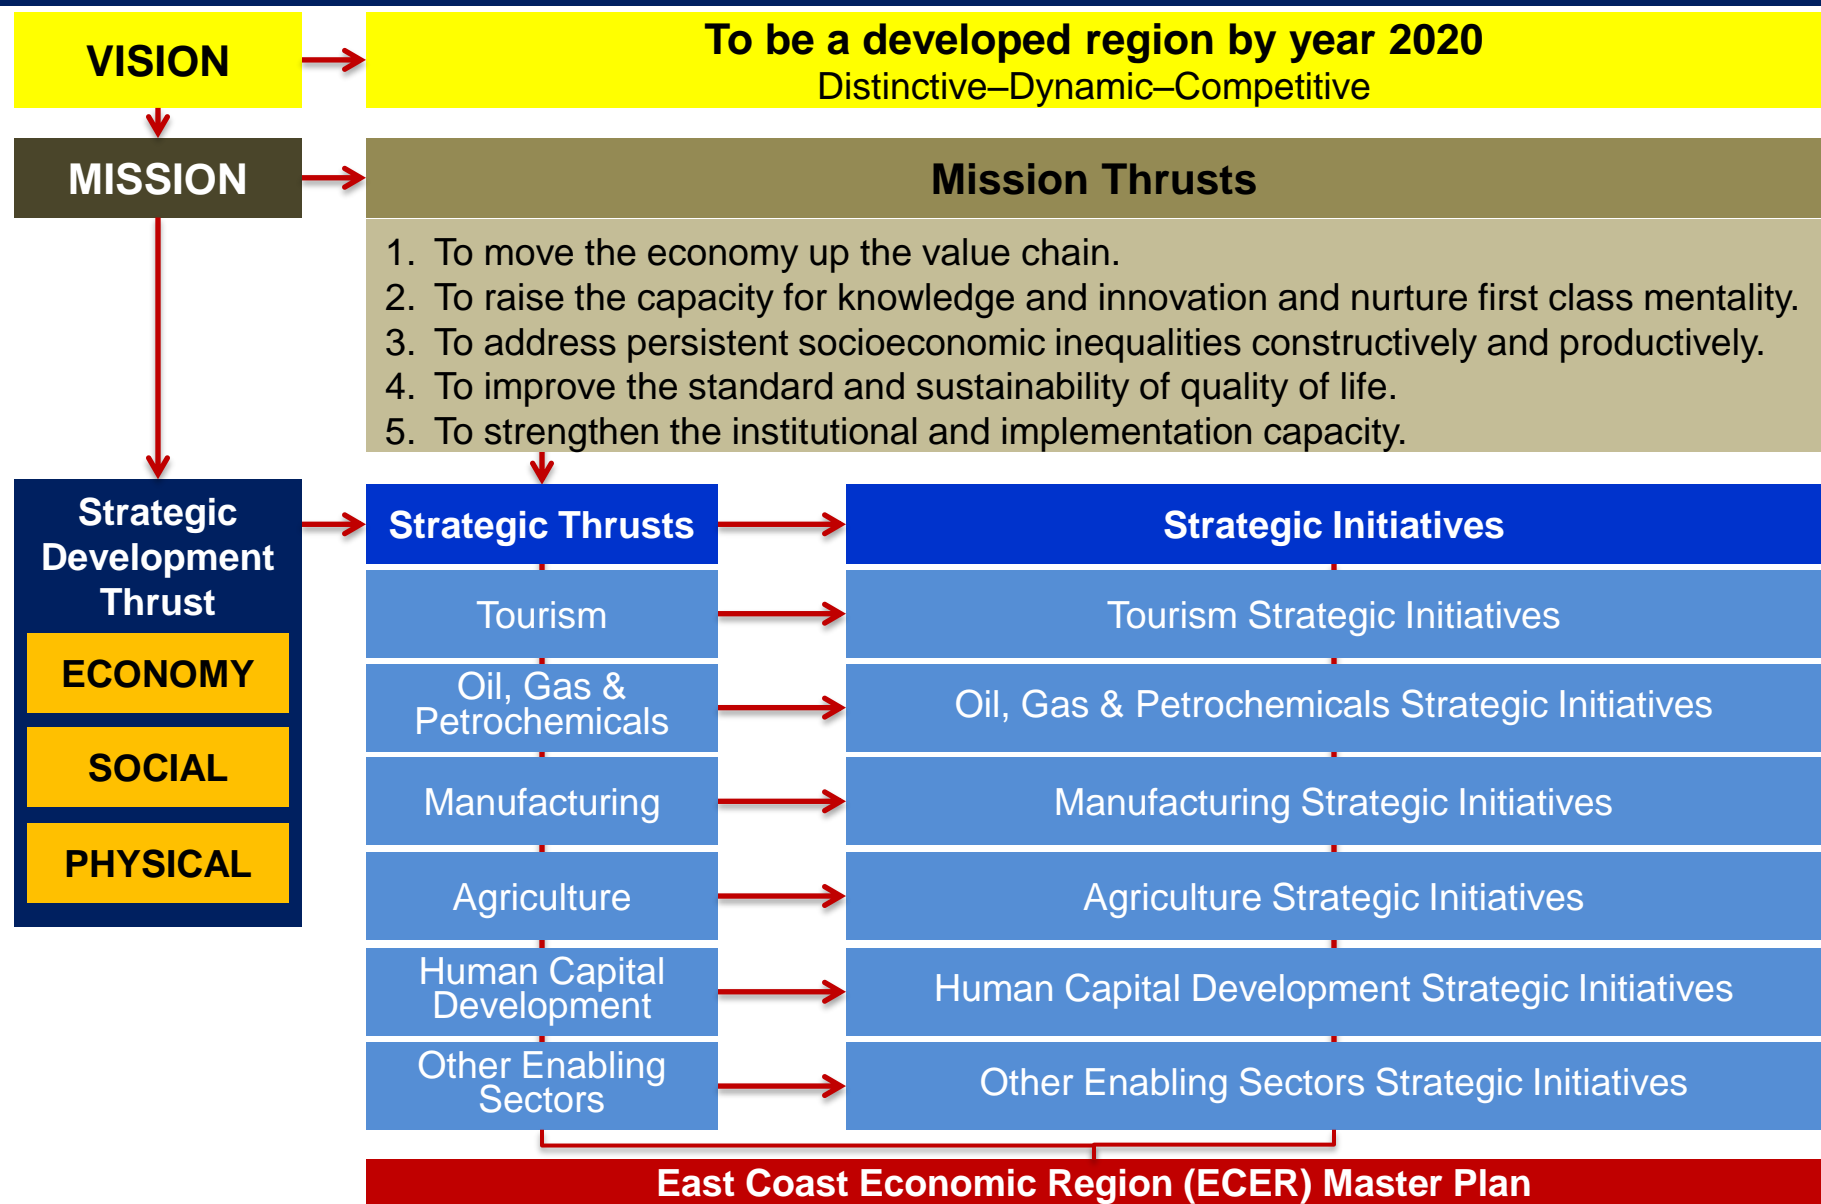 VISION
To be a developed region by year 2020
Distinctive–Dynamic–Competitive
MISSION
Mission Thrusts
1. To move the economy up the value chain.
2. To raise the capacity for knowledge and innovation and nurture first class mentality.
3. To address persistent socioeconomic inequalities constructively and productively.
4. To improve the standard and sustainability of quality of life.
5. To strengthen the institutional and implementation capacity.
Strategic
Development
Thrust
ECONOMY
SOCIAL
PHYSICAL
Strategic Thrusts
Strategic Initiatives
Tourism
Tourism Strategic Initiatives
Oil, Gas &
Petrochemicals
Oil, Gas & Petrochemicals Strategic Initiatives
Manufacturing
Manufacturing Strategic Initiatives
Agriculture
Agriculture Strategic Initiatives
Human Capital
Development
Human Capital Development Strategic Initiatives
Other Enabling
Sectors
Other Enabling Sectors Strategic Initiatives
East Coast Economic Region (ECER) Master Plan